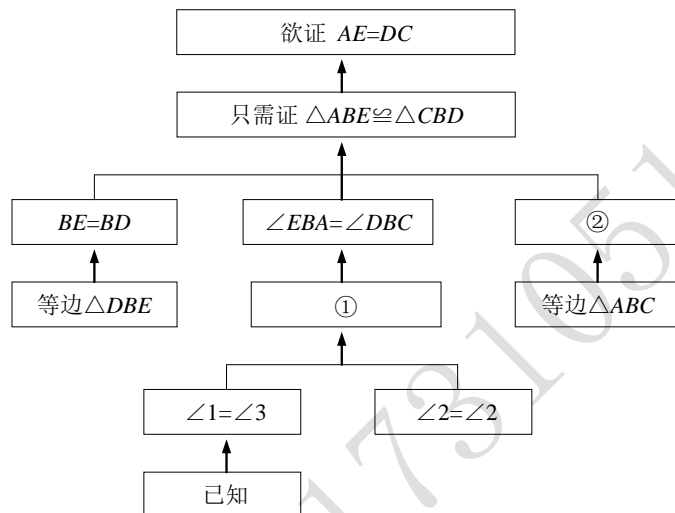 欲证 AE=DC
只需证 △ABE≌△CBD
BE=BD
∠EBA=∠DBC
②
等边△DBE
①
等边△ABC
∠1=∠3
∠2=∠2
已知
1731051